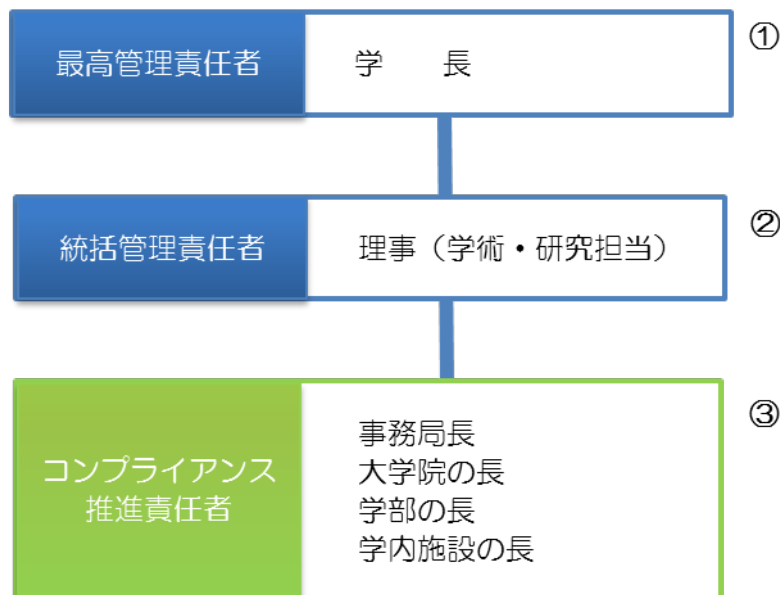 最高管理責任者 学　　長 ①
統括管理責任者 理事（学術・研究担当） ②
コンプライアンス
推進責任者
事務局長
大学院の長
学部の長
学内施設の長
③